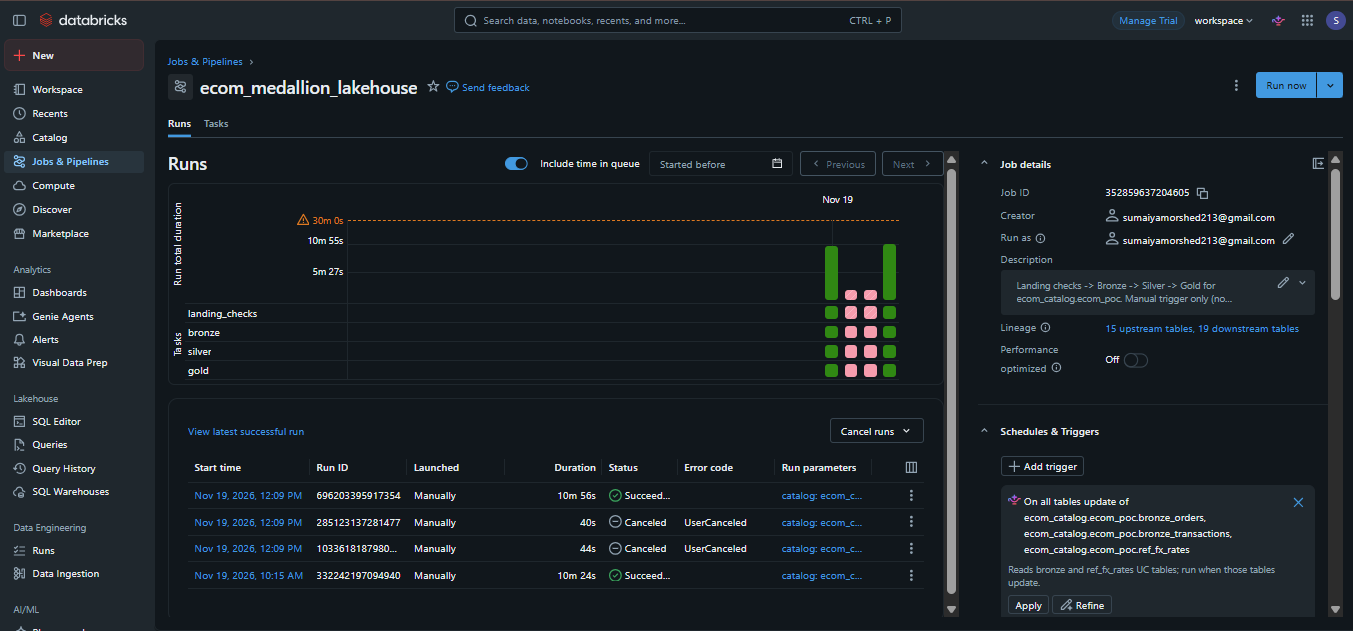 databricks
Search data, notebooks, recents, and more... CTRL + P
Manage Trial workspace S
New
Workspace
Recents
Catalog
Jobs & Pipelines
Compute
Discover
Marketplace
Analytics
Dashboards
Genie Agents
Alerts
Visual Data Prep
Lakehouse
SQL Editor
Queries
Query History
SQL Warehouses
Data Engineering
Runs
Data Ingestion
AI/ML
Jobs & Pipelines
ecom_medallion_lakehouse Send feedback
Run now
Runs Tasks
Runs
Include time in queue Started before Previous Next
Nov 19
Run total duration
30m 0s
10m 55s
5m 27s
Tasks
landing_checks
bronze
silver
gold
View latest successful run Cancel runs
Start time Run ID Launched Duration Status Error code Run parameters
Nov 19, 2026, 12:09 PM 696203395917354 Manually 10m 56s Succeed... catalog: ecom_c...
Nov 19, 2026, 12:09 PM 285123137281477 Manually 40s Canceled UserCanceled catalog: ecom_c...
Nov 19, 2026, 12:09 PM 1033618187980... Manually 44s Canceled UserCanceled catalog: ecom_c...
Nov 19, 2026, 10:15 AM 332242197094940 Manually 10m 24s Succeed... catalog: ecom_c...
Job details
Job ID 352859637204605
Creator sumaiyamorshed213@gmail.com
Run as sumaiyamorshed213@gmail.com
Description
Landing checks -> Bronze -> Silver -> Gold for
ecom_catalog.ecom_poc. Manual trigger only (no...
Lineage 15 upstream tables, 19 downstream tables
Performance
optimized Off
Schedules & Triggers
Add trigger
On all tables update of
ecom_catalog.ecom_poc.bronze_orders,
ecom_catalog.ecom_poc.bronze_transactions,
ecom_catalog.ecom_poc.ref_fx_rates
Reads bronze and ref_fx_rates UC tables; run when those tables
update.
Apply Refine